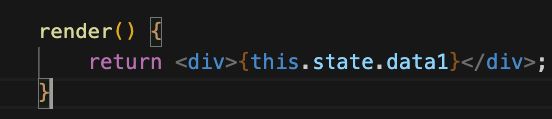 render() {
return <div>{this.state.data1}</div>;
}